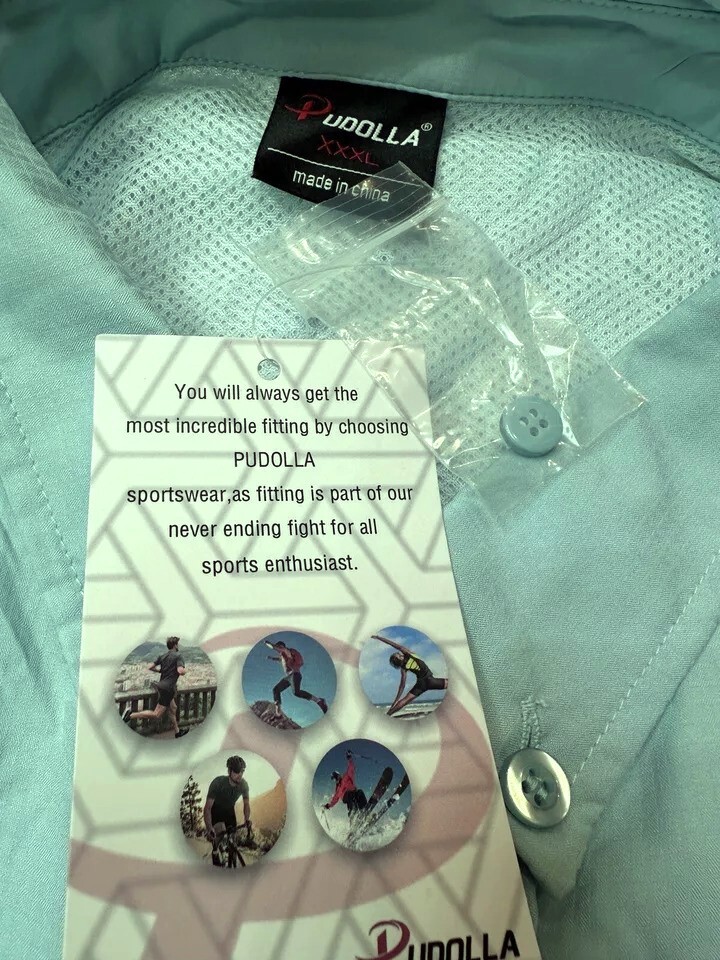 PUDOLLA®
XXXL
made in china
You will always get the
most incredible fitting by choosing
PUDOLLA
sportswear,as fitting is part of our
never ending fight for all
sports enthusiast.
PUDOLLA